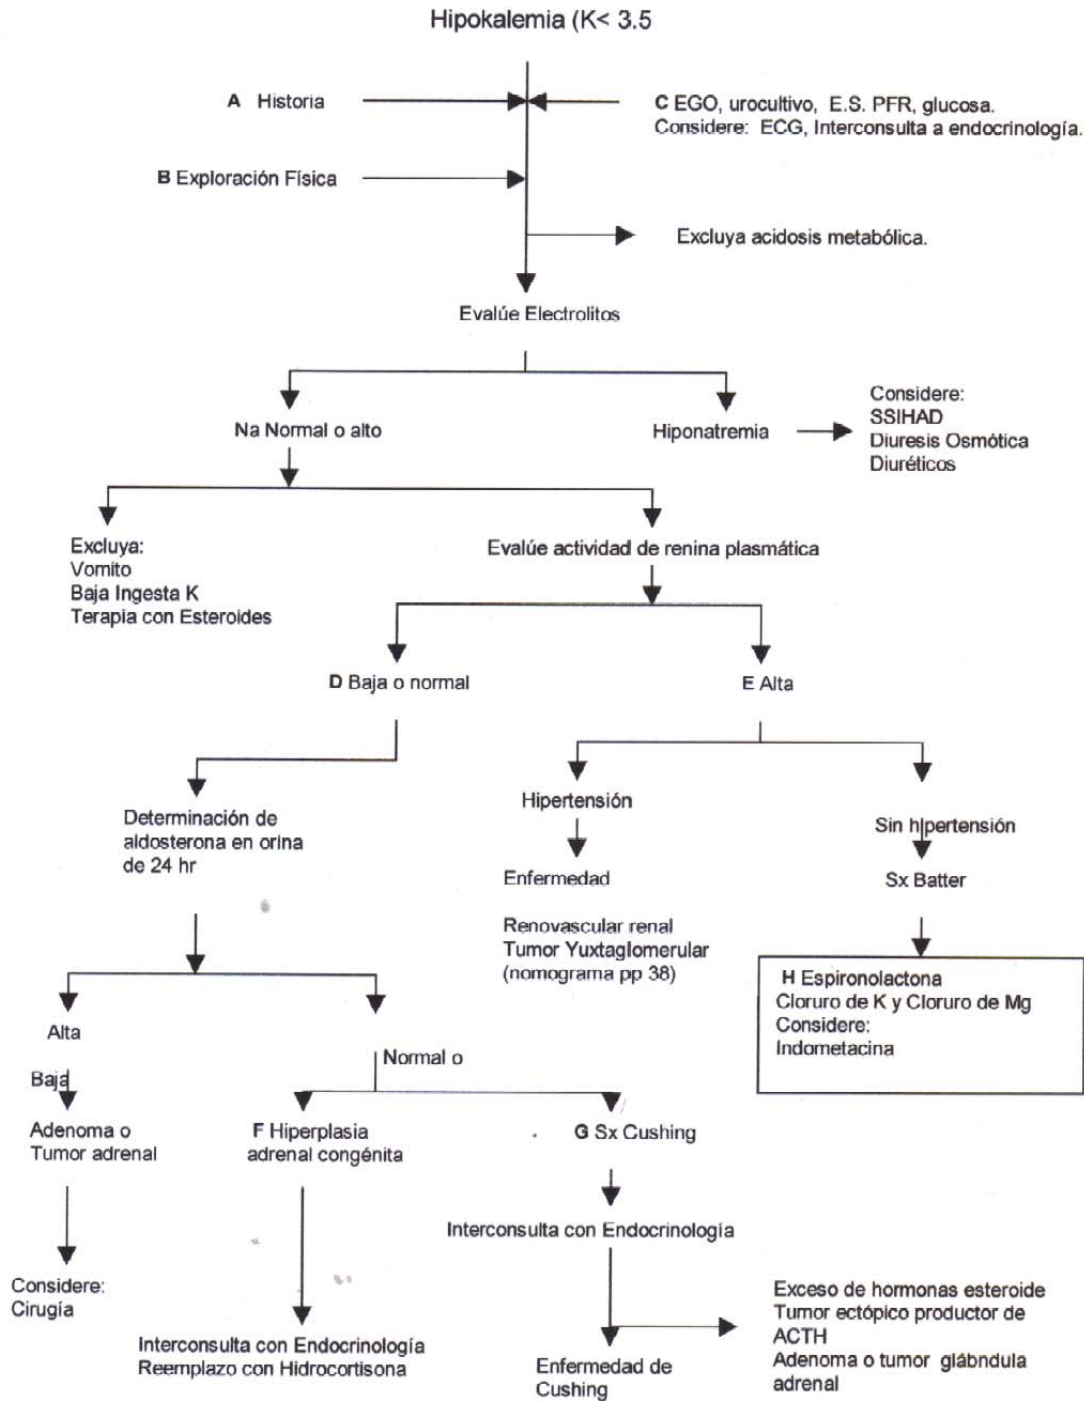 Hipokalemia (K< 3.5
A Historia
C EGO, urocultivo, E.S. PFR, glucosa.
Considere: ECG, Interconsulta a endocrinología.
B Exploración Física
Excluya acidosis metabólica.
Evalúe Electrolitos
Na Normal o alto
Hiponatremia
Considere:
SSIHAD
Diuresis Osmótica
Diuréticos
Excluya:
Vomito
Baja Ingesta K
Terapia con Esteroides
Evalúe actividad de renina plasmática
D Baja o normal
E Alta
Determinación de
aldosterona en orina
de 24 hr
Hipertensión
Sin hipertensión
Enfermedad
Renovascular renal
Tumor Yuxtaglomerular
(nomograma pp 38)
Sx Batter
H Espironolactona
Cloruro de K y Cloruro de Mg
Considere:
Indometacina
Alta
Normal o
Baja
Adenoma o
Tumor adrenal
F Hiperplasia
adrenal congénita
G Sx Cushing
Considere:
Cirugía
Interconsulta con Endocrinología
Reemplazo con Hidrocortisona
Interconsulta con Endocrinología
Enfermedad de
Cushing
Exceso de hormonas esteroide
Tumor ectópico productor de
ACTH
Adenoma o tumor glábndula
adrenal